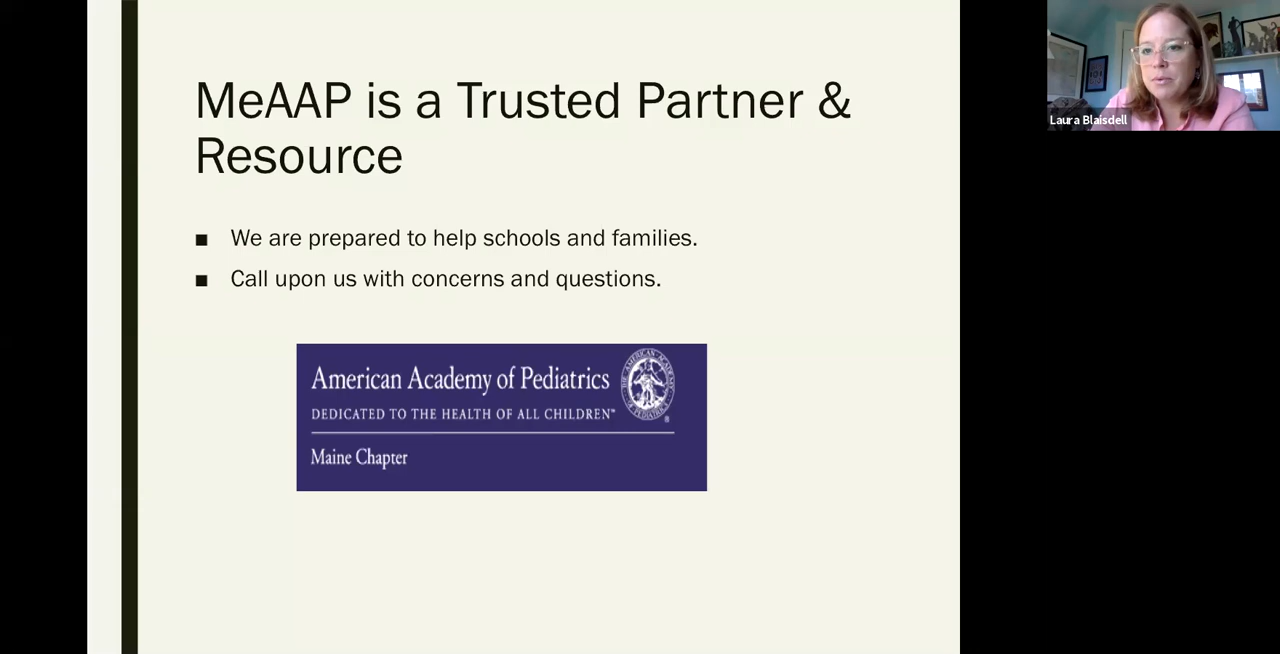 MeAAP is a Trusted Partner &
Resource
■ We are prepared to help schools and families.
■ Call upon us with concerns and questions.
American Academy of Pediatrics
DEDICATED TO THE HEALTH OF ALL CHILDREN™
Maine Chapter
Laura Blaisdell